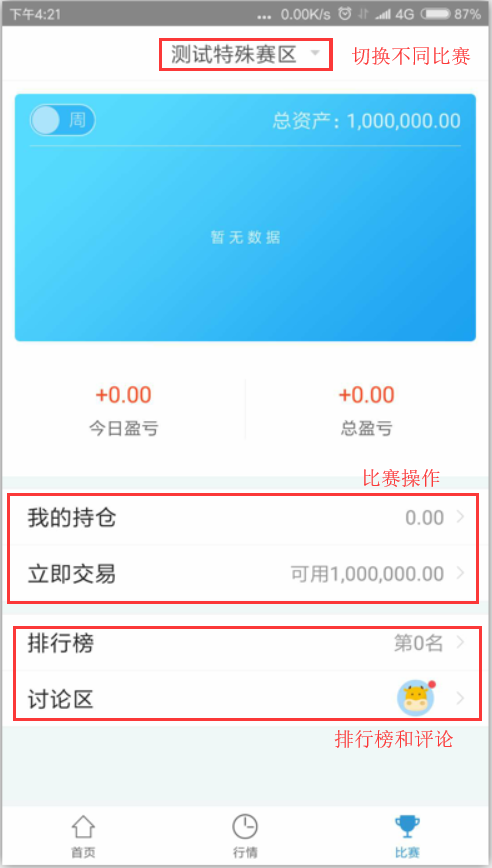 下午4:21 ... 0.00K/s 4G 87%
测试特殊赛区 切换不同比赛
周 总资产：1,000,000.00
暂无数据
+0.00 +0.00
今日盈亏 总盈亏
比赛操作
我的持仓 0.00
立即交易 可用1,000,000.00
排行榜 第0名
讨论区
排行榜和评论
首页 行情 比赛